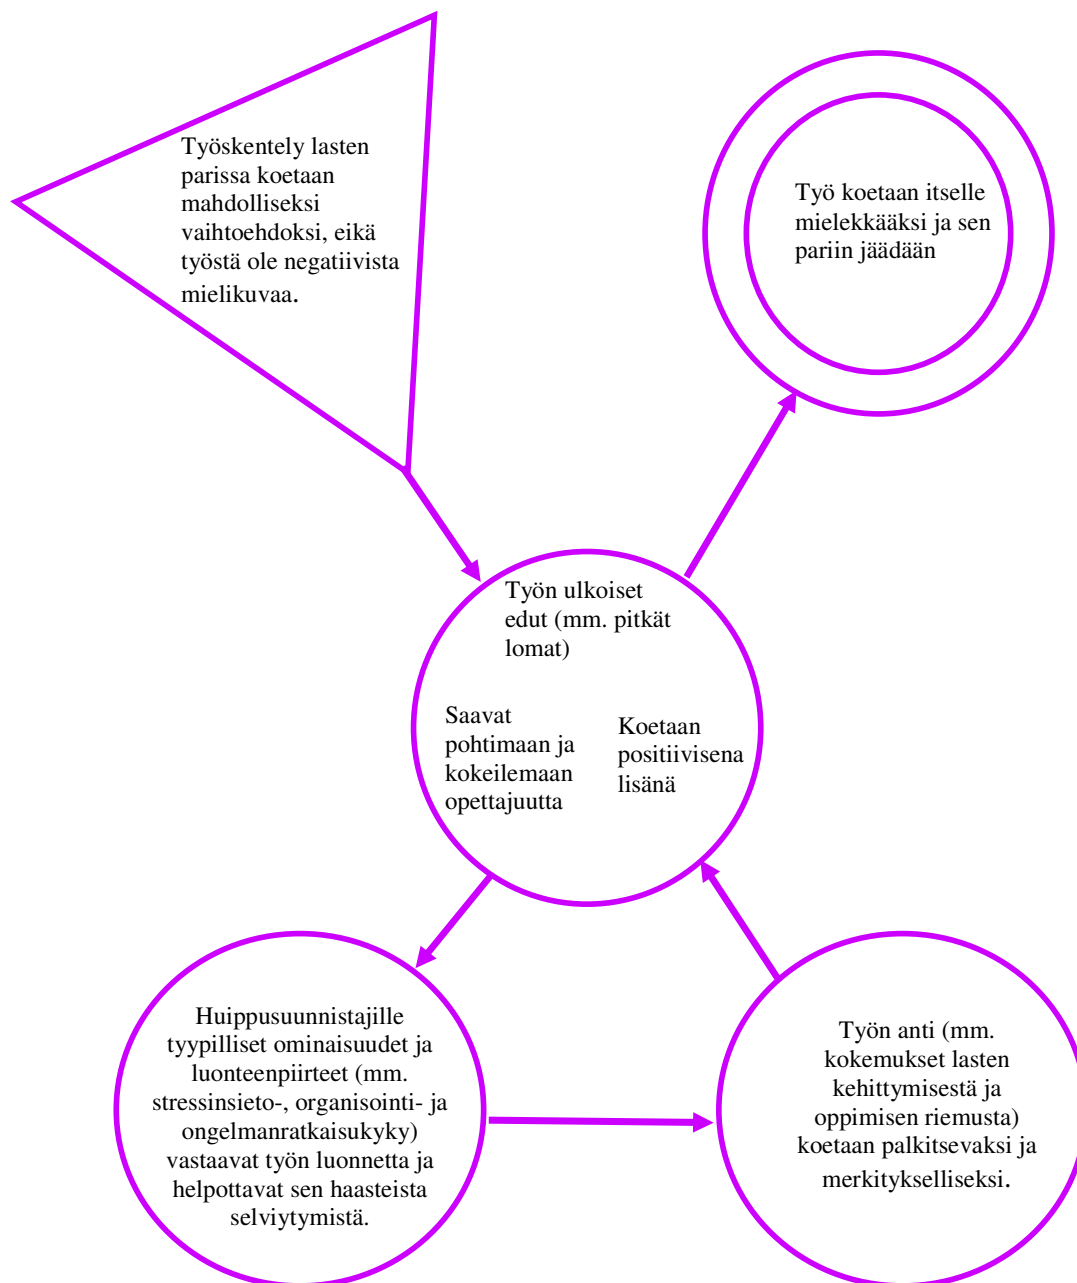 Työskentely lasten
parissa koetaan
mahdolliseksi
vaihtoehdoksi, eikä
työstä ole negatiivista
mielikuvaa.
Työ koetaan itselle
mielekkääksi ja sen
pariin jäädään
Työn ulkoiset
edut (mm. pitkät
lomat)
Saavat
pohtimaan ja
kokeilemaan
opettajuutta
Koetaan
positiivisena
lisänä
Huippusuunnistajille
tyypilliset ominaisuudet ja
luonteenpiirteet (mm.
stressinsieto-, organisointi- ja
ongelmanratkaisukyky)
vastaavat työn luonnetta ja
helpottavat sen haasteista
selviytymistä.
Työn anti (mm.
kokemukset lasten
kehittymisestä ja
oppimisen riemusta)
koetaan palkitsevaksi ja
merkitykselliseksi.